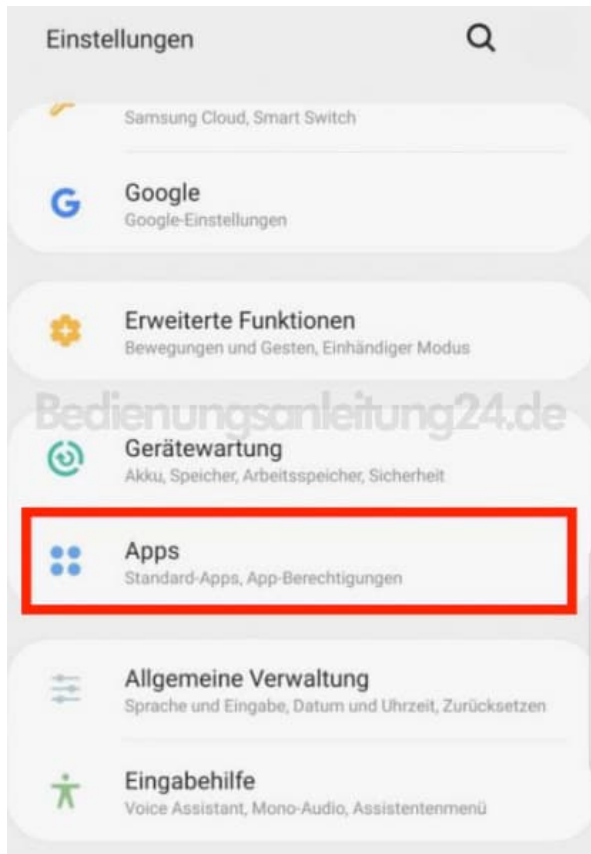 Einstellungen
Samsung Cloud, Smart Switch
Google
Google-Einstellungen
Erweiterte Funktionen
Bewegungen und Gesten, Einhändiger Modus
Bedienungsanleitung24.de
Gerätewartung
Akku, Speicher, Arbeitsspeicher, Sicherheit
Apps
Standard-Apps, App-Berechtigungen
Allgemeine Verwaltung
Sprache und Eingabe, Datum und Uhrzeit, Zurücksetzen
Eingabehilfe
Voice Assistant, Mono-Audio, Assistentenmenü